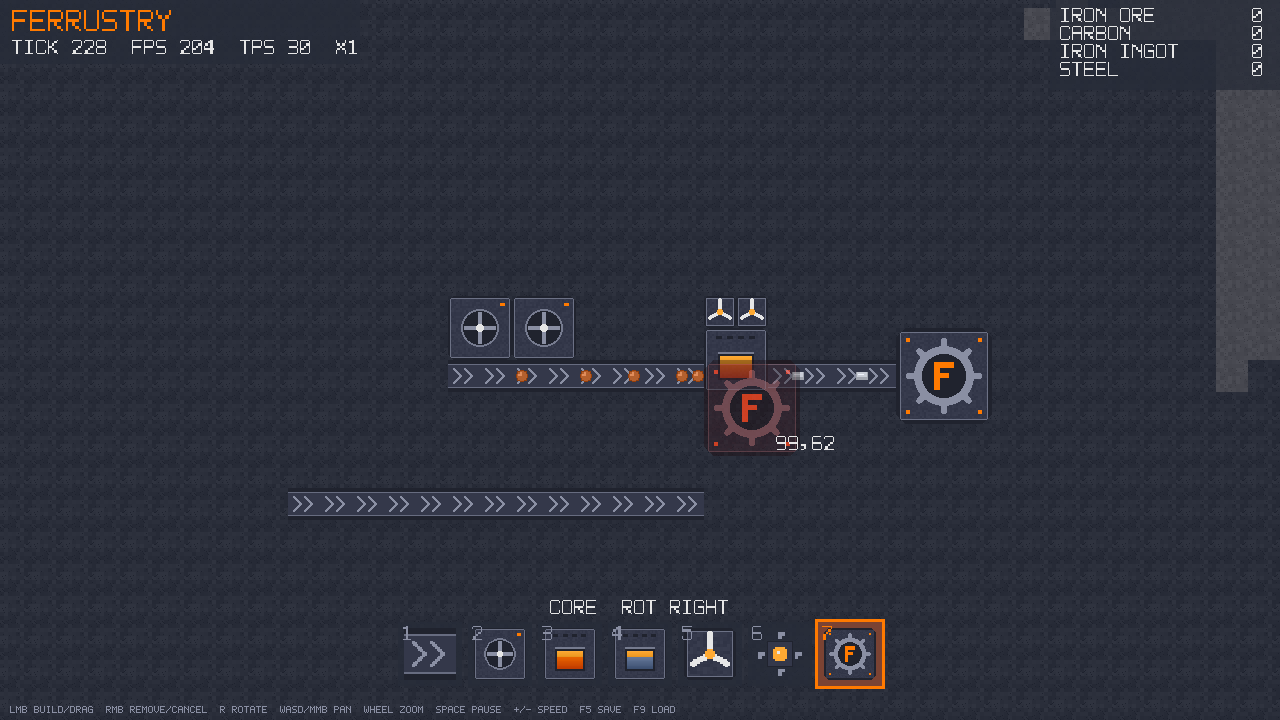 FERRUSTRY
TICK 228 FPS 204 TPS 30 X1
IRON ORE 0
CARBON 0
IRON INGOT 0
STEEL 0
F
F
99,62
CORE ROT RIGHT
1 2 3 4 5 6 7
F
LMB BUILD/DRAG RMB REMOVE/CANCEL R ROTATE WASD/MMB PAN WHEEL ZOOM SPACE PAUSE +/- SPEED F5 SAVE F9 LOAD